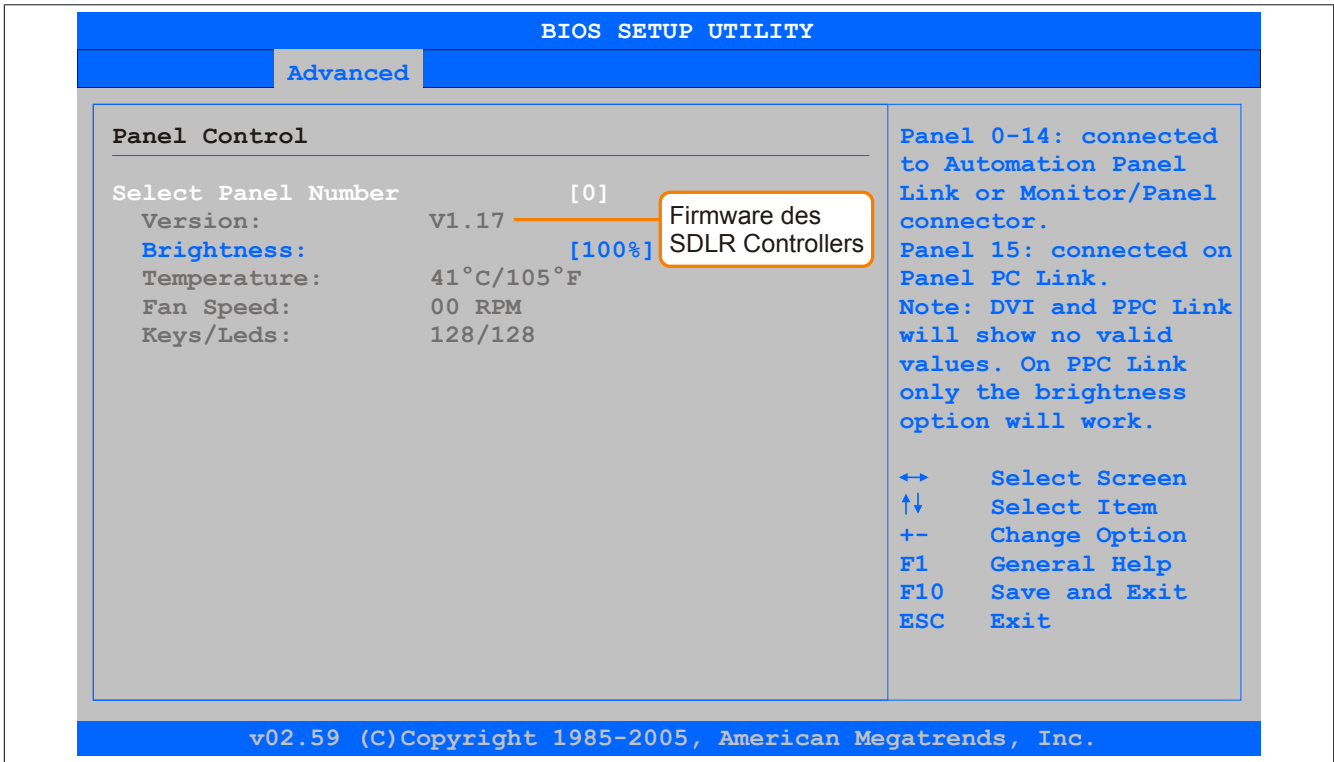 BIOS SETUP UTILITY
Advanced
Panel Control
Select Panel Number [0]
Version: V1.17
Firmware des
SDLR Controllers
Brightness: [100%]
Temperature: 41°C/105°F
Fan Speed: 00 RPM
Keys/Leds: 128/128
Panel 0-14: connected
to Automation Panel
Link or Monitor/Panel
connector.
Panel 15: connected on
Panel PC Link.
Note: DVI and PPC Link
will show no valid
values. On PPC Link
only the brightness
option will work.
↔ Select Screen
↑↓ Select Item
+- Change Option
F1 General Help
F10 Save and Exit
ESC Exit
v02.59 (C)Copyright 1985-2005, American Megatrends, Inc.